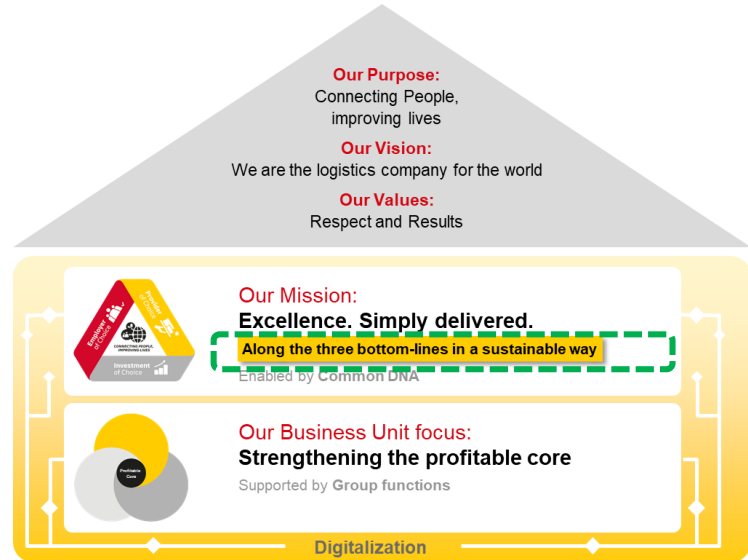 Our Purpose:
Connecting People,
improving lives
Our Vision:
We are the logistics company for the world
Our Values:
Respect and Results
Employer
of Choice
Provider
of Choice
CONNECTING PEOPLE,
IMPROVING LIVES
Investment
of Choice
Our Mission:
Excellence. Simply delivered.
Along the three bottom-lines in a sustainable way
Enabled by Common DNA
Profitable
Core
Our Business Unit focus:
Strengthening the profitable core
Supported by Group functions
Digitalization